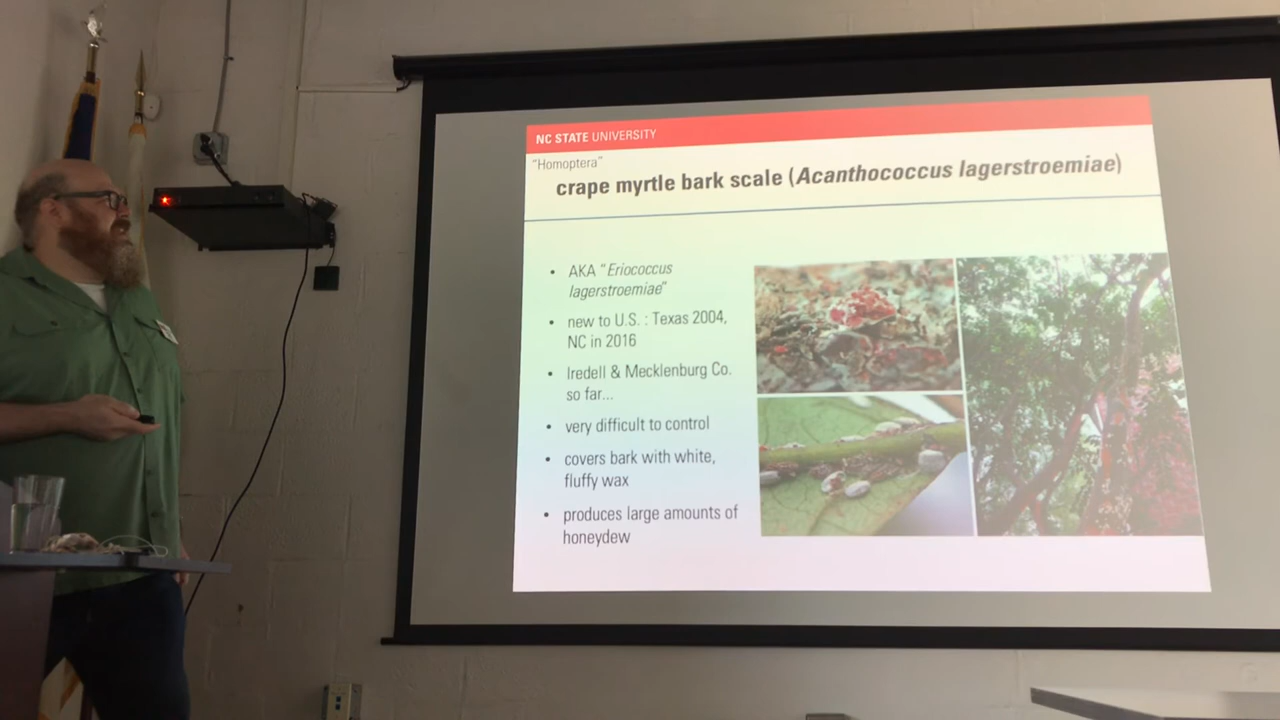 NC STATE UNIVERSITY
"Homoptera"
crape myrtle bark scale (Acanthococcus lagerstroemiae)
• AKA "Eriococcus
lagerstroemiae"
• new to U.S. : Texas 2004,
NC in 2016
• Iredell & Mecklenburg Co.
so far...
• very difficult to control
• covers bark with white,
fluffy wax
• produces large amounts of
honeydew